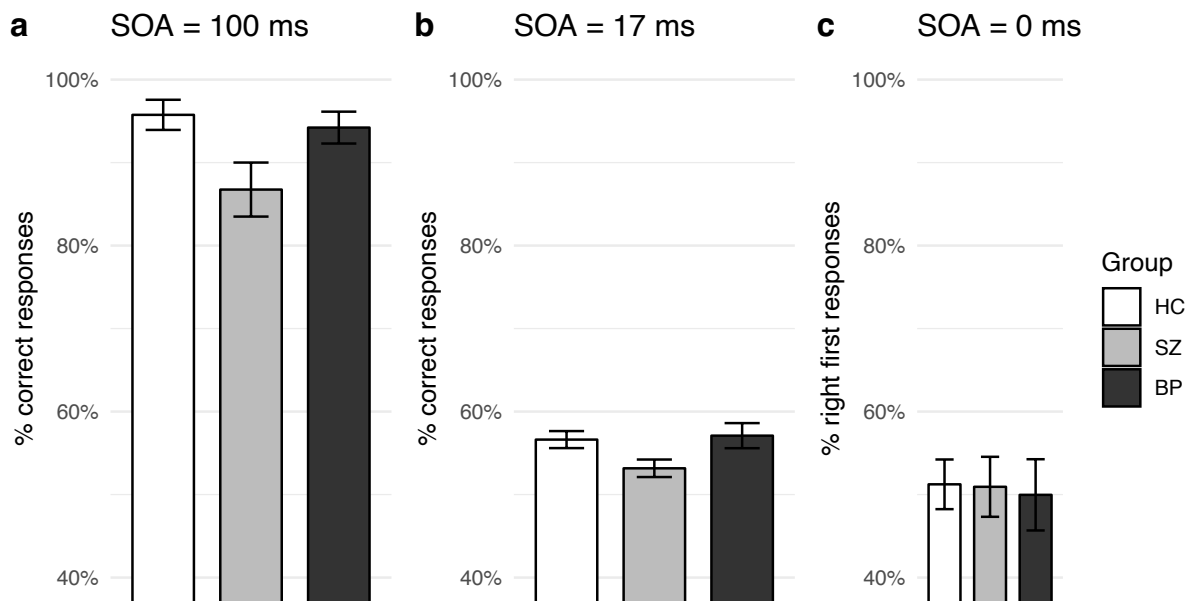 a SOA = 100 ms
% correct responses
100%
80%
60%
40%
b SOA = 17 ms
% correct responses
100%
80%
60%
40%
c SOA = 0 ms
% right first responses
100%
80%
60%
40%
Group
HC
SZ
BP